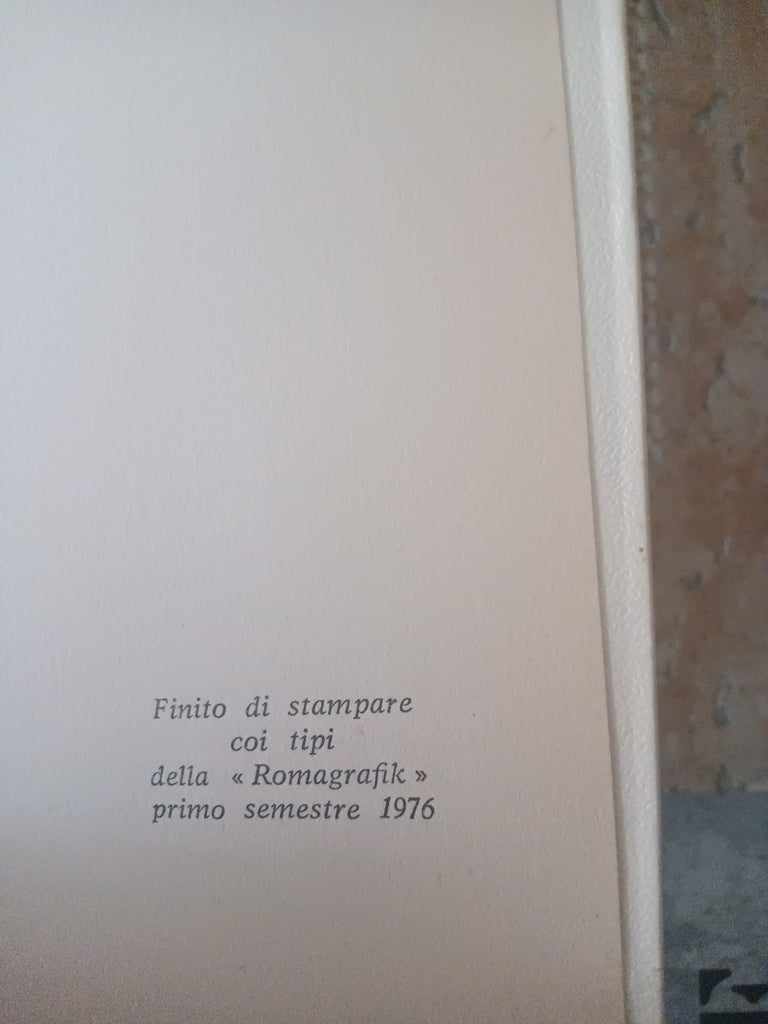 Finito di stampare
coi tipi
della « Romagrafik »
primo semestre 1976